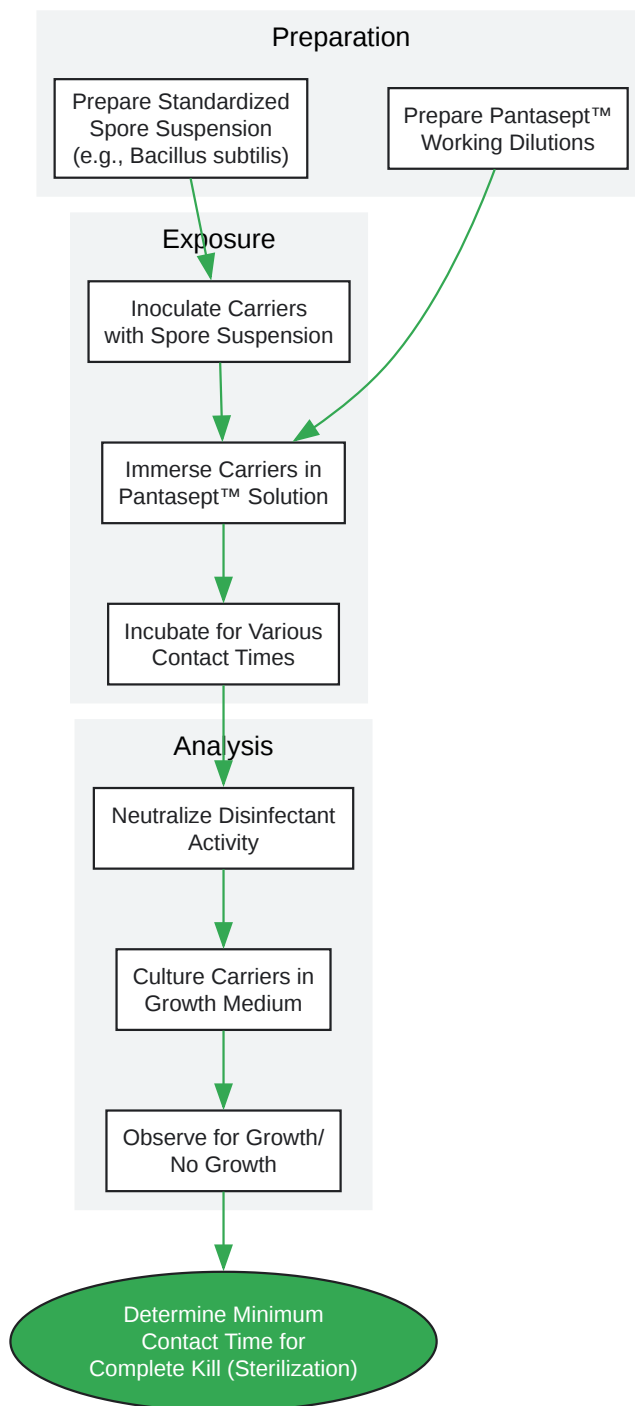 Preparation
Prepare Standardized
Spore Suspension
(e.g., Bacillus subtilis)
Prepare Pantasept™
Working Dilutions
Exposure
Inoculate Carriers
with Spore Suspension
Immerse Carriers in
Pantasept™ Solution
Incubate for Various
Contact Times
Analysis
Neutralize Disinfectant
Activity
Culture Carriers in
Growth Medium
Observe for Growth/
No Growth
Determine Minimum
Contact Time for
Complete Kill (Sterilization)